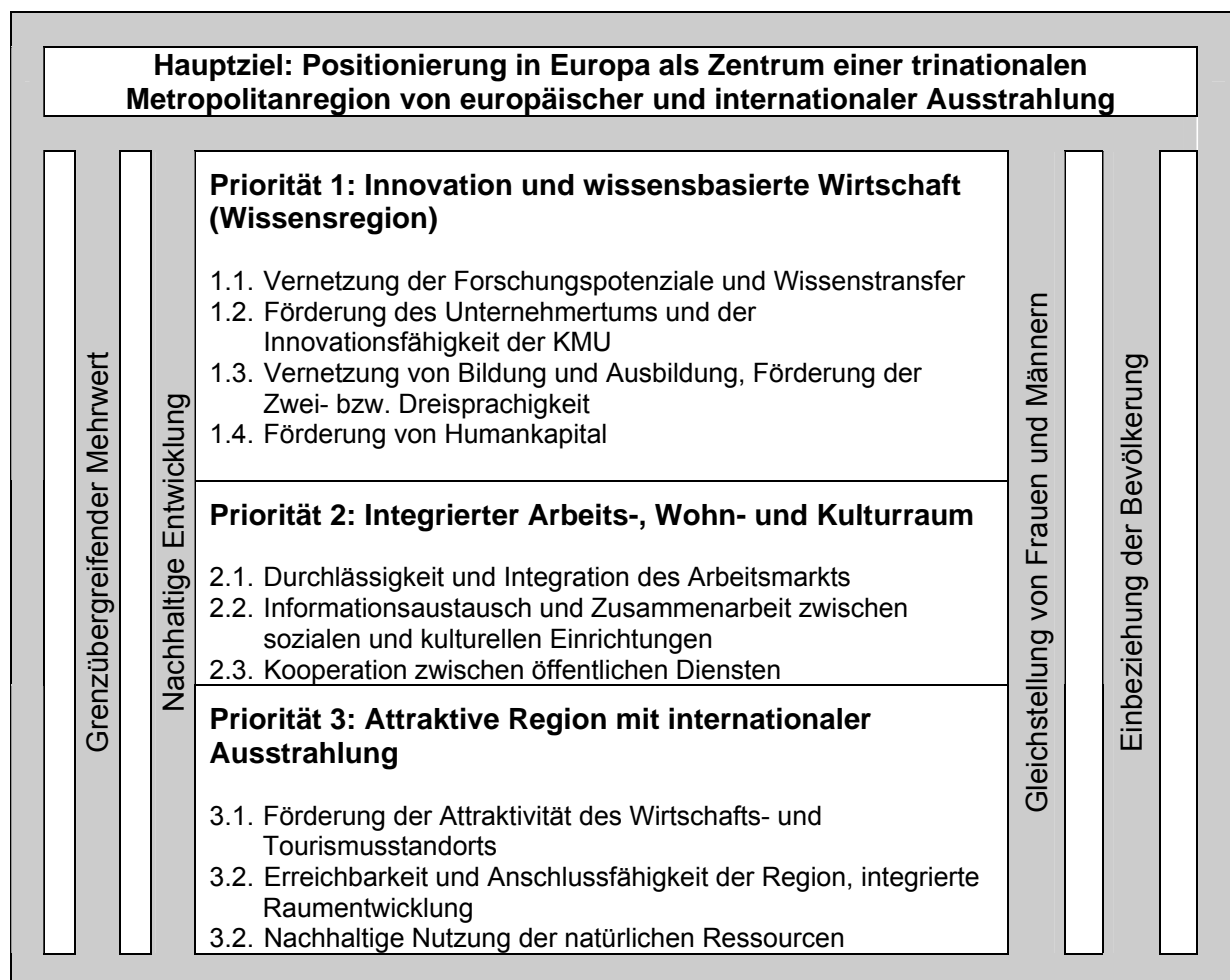 Hauptziel: Positionierung in Europa als Zentrum einer trinationalen
Metropolitanregion von europäischer und internationaler Ausstrahlung
Grenzübergreifender Mehrwert
Nachhaltige Entwicklung
Priorität 1: Innovation und wissensbasierte Wirtschaft
(Wissensregion)
1.1. Vernetzung der Forschungspotenziale und Wissenstransfer
1.2. Förderung des Unternehmertums und der
Innovationsfähigkeit der KMU
1.3. Vernetzung von Bildung und Ausbildung, Förderung der
Zwei- bzw. Dreisprachigkeit
1.4. Förderung von Humankapital
Priorität 2: Integrierter Arbeits-, Wohn- und Kulturraum
2.1. Durchlässigkeit und Integration des Arbeitsmarkts
2.2. Informationsaustausch und Zusammenarbeit zwischen
sozialen und kulturellen Einrichtungen
2.3. Kooperation zwischen öffentlichen Diensten
Priorität 3: Attraktive Region mit internationaler
Ausstrahlung
3.1. Förderung der Attraktivität des Wirtschafts- und
Tourismusstandorts
3.2. Erreichbarkeit und Anschlussfähigkeit der Region, integrierte
Raumentwicklung
3.2. Nachhaltige Nutzung der natürlichen Ressourcen
Gleichstellung von Frauen und Männern
Einbeziehung der Bevölkerung